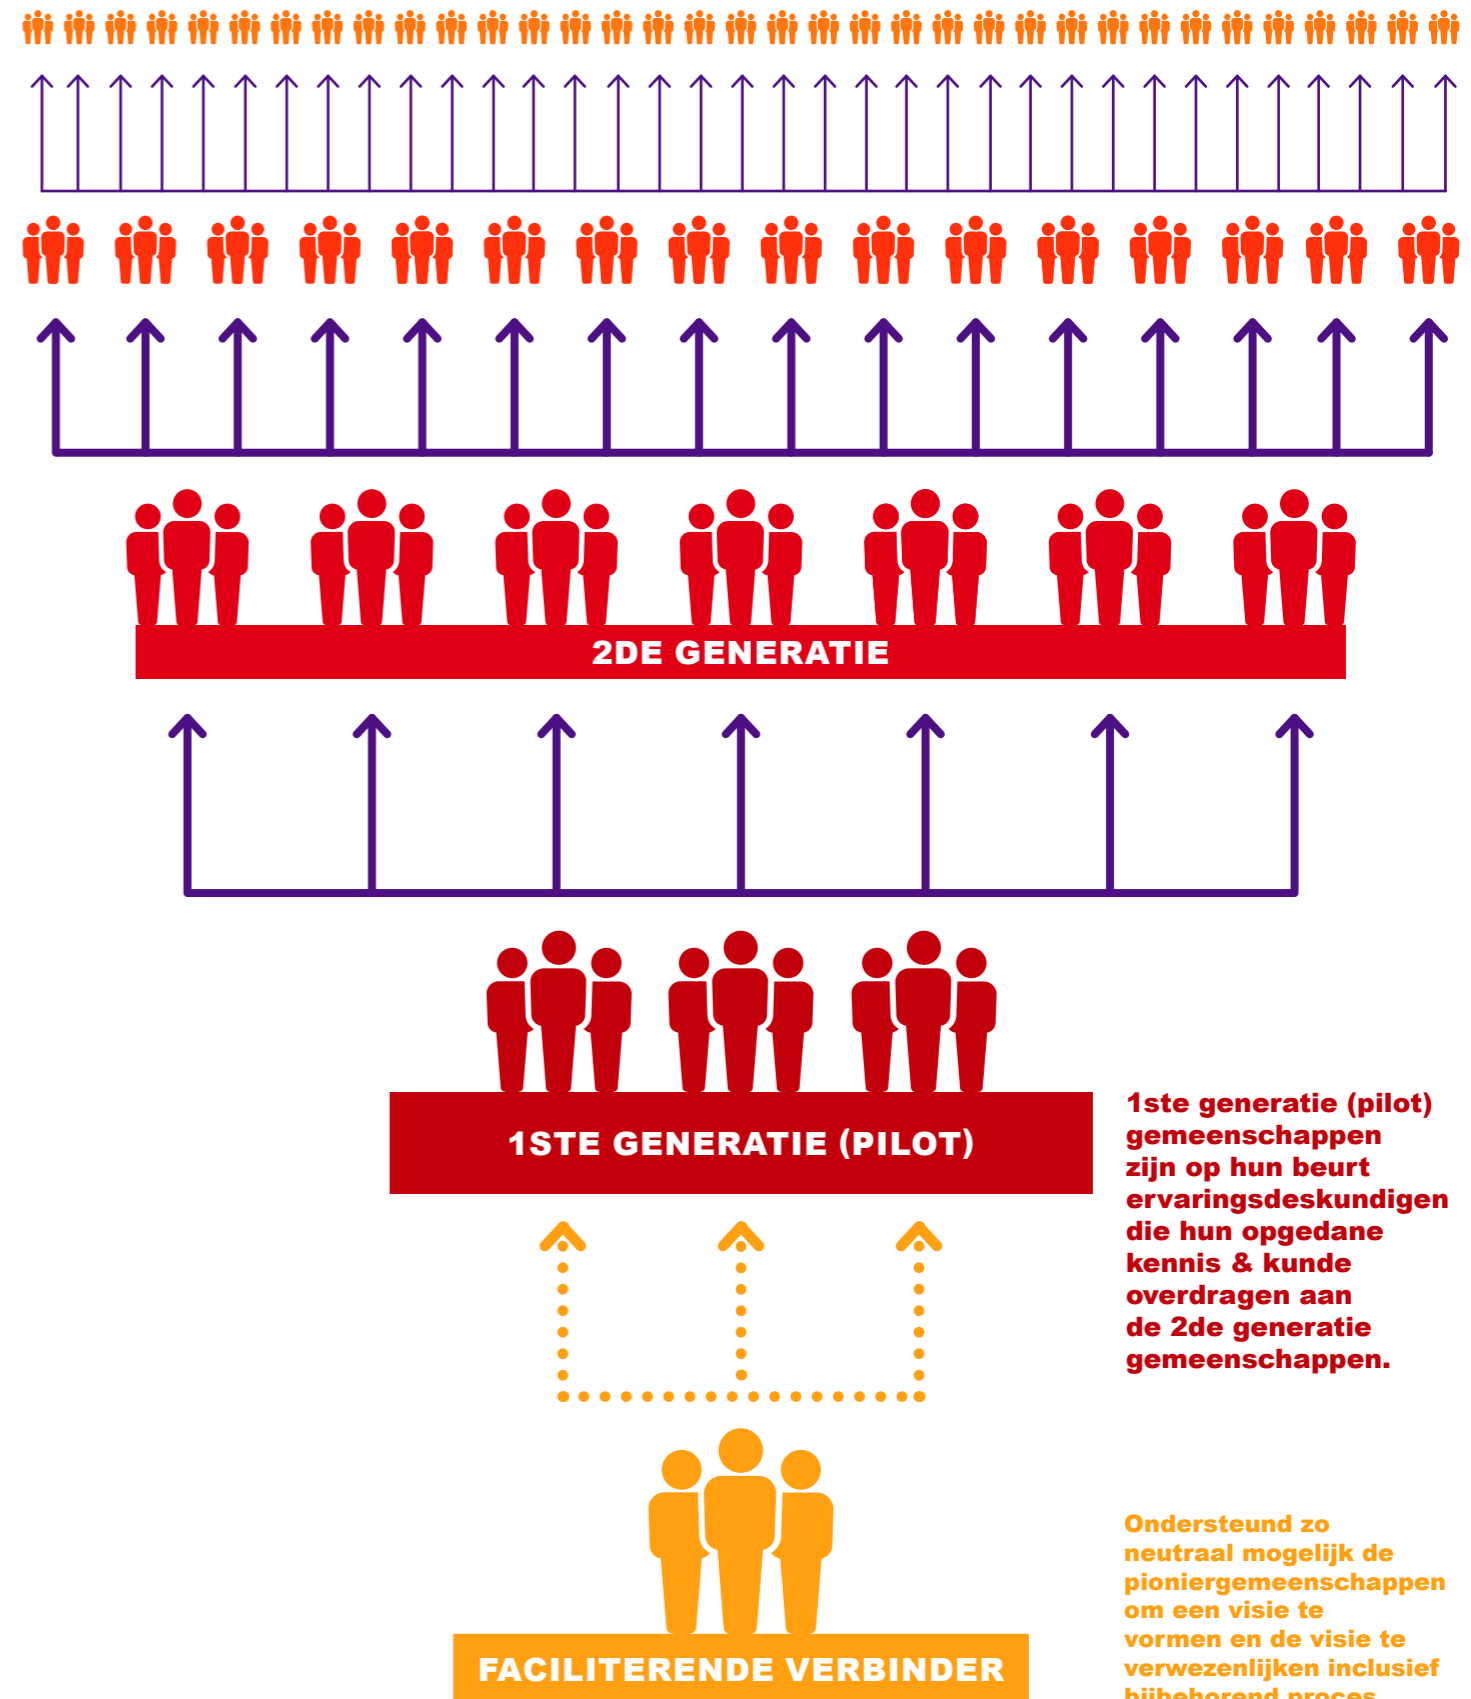 2DE GENERATIE
1STE GENERATIE (PILOT)
1ste generatie (pilot)
gemeenschappen
zijn op hun beurt
ervaringsdeskundigen
die hun opgedane
kennis & kunde
overdragen aan
de 2de generatie
gemeenschappen.
FACILITERENDE VERBINDER
Ondersteund zo
neutraal mogelijk de
pioniergemeenschappen
om een visie te
vormen en de visie te
verwezenlijken inclusief
bijbehorend proces